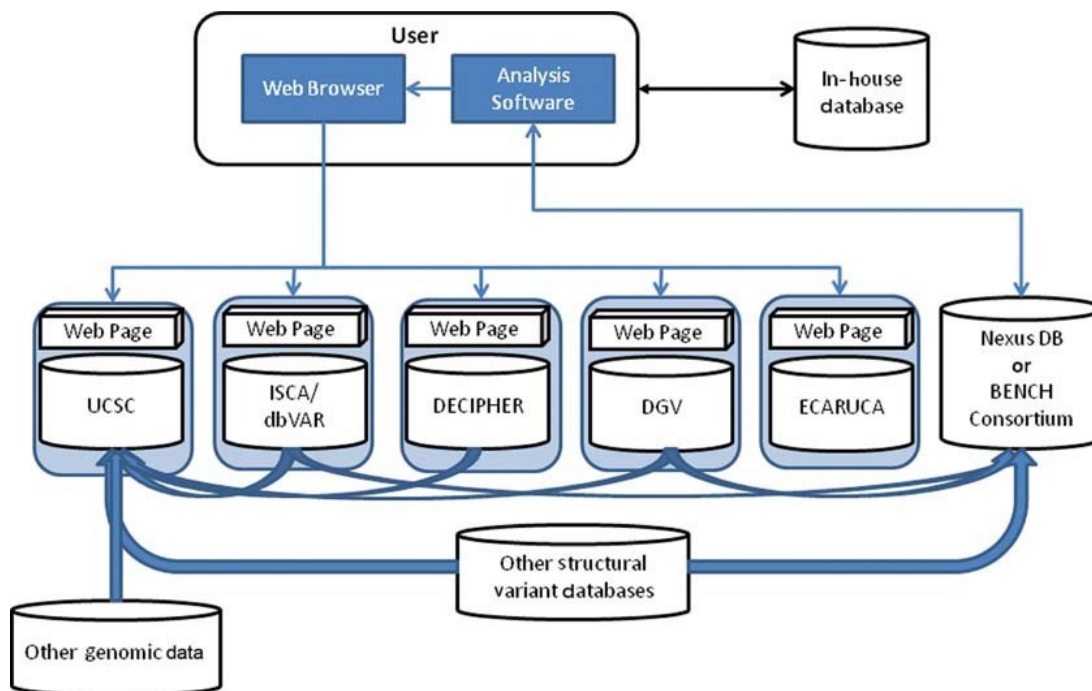 User
Web Browser
Analysis
Software
In-house
database
Web Page
UCSC
Web Page
ISCA/
dbVAR
Web Page
DECIPHER
Web Page
DGV
Web Page
ECARUCA
Nexus DB
or
BENCH
Consortium
Other structural
variant databases
Other genomic data